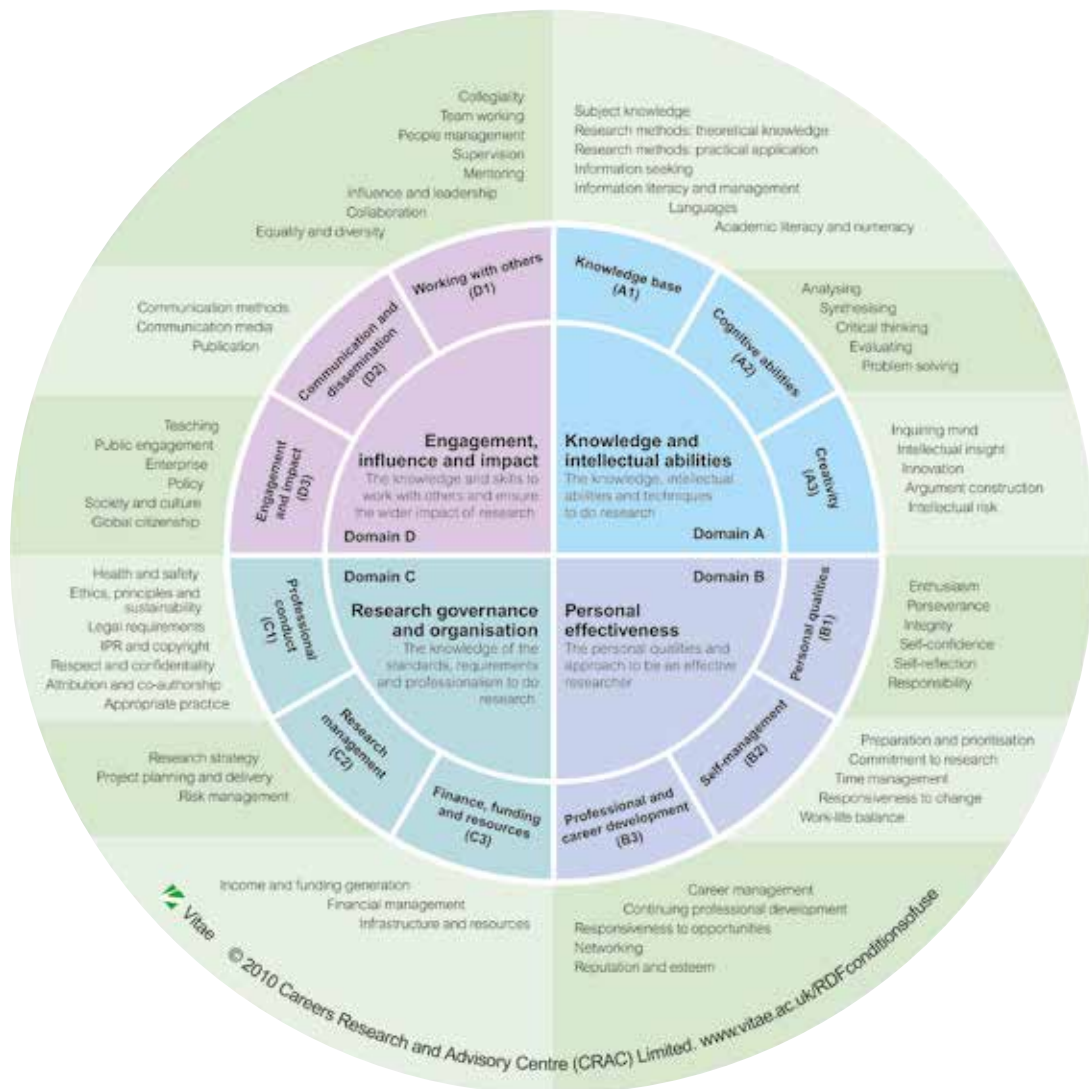 Collegiality
Team working
People management
Supervision
Mentoring
Influence and leadership
Collaboration
Equality and diversity
Subject knowledge
Research methods: theoretical knowledge
Research methods: practical application
Information seeking
Information literacy and management
Languages
Academic literacy and numeracy
Working with others
(D1)
Knowledge base
(A1)
Communication methods
Communication media
Publication
Communication and
dissemination
(D2)
Cognitive abilities
(A2)
Analysing
Synthesising
Critical thinking
Evaluating
Problem solving
Teaching
Public engagement
Enterprise
Policy
Society and culture
Global citizenship
Engagement
and impact
(D3)
Engagement,
influence and impact
The knowledge and skills to
work with others and ensure
the wider impact of research
Domain D
Knowledge and
intellectual abilities
The knowledge, intellectual
abilities and techniques
to do research
Domain A
Creativity
(A3)
Inquiring mind
Intellectual insight
Innovation
Argument construction
Intellectual risk
Health and safety
Ethics, principles and
sustainability
Legal requirements
IPR and copyright
Respect and confidentiality
Attribution and co-authorship
Appropriate practice
Professional
conduct
(C1)
Domain C
Research governance
and organisation
The knowledge of the
standards, requirements
and professionalism to do
research
Domain B
Personal
effectiveness
The personal qualities and
approach to be an effective
researcher
Personal qualities
(B1)
Enthusiasm
Perseverance
Integrity
Self-confidence
Self-reflection
Responsibility
Research strategy
Project planning and delivery
Risk management
Research
management
(C2)
Self-management
(B2)
Preparation and prioritisation
Commitment to research
Time management
Responsiveness to change
Work-life balance
Finance, funding
and resources
(C3)
Professional and
career development
(B3)
Income and funding generation
Financial management
Infrastructure and resources
Career management
Continuing professional development
Responsiveness to opportunities
Networking
Reputation and esteem
Vitae © 2010 Careers Research and Advisory Centre (CRAC) Limited. www.vitae.ac.uk/RDFconditionsofuse